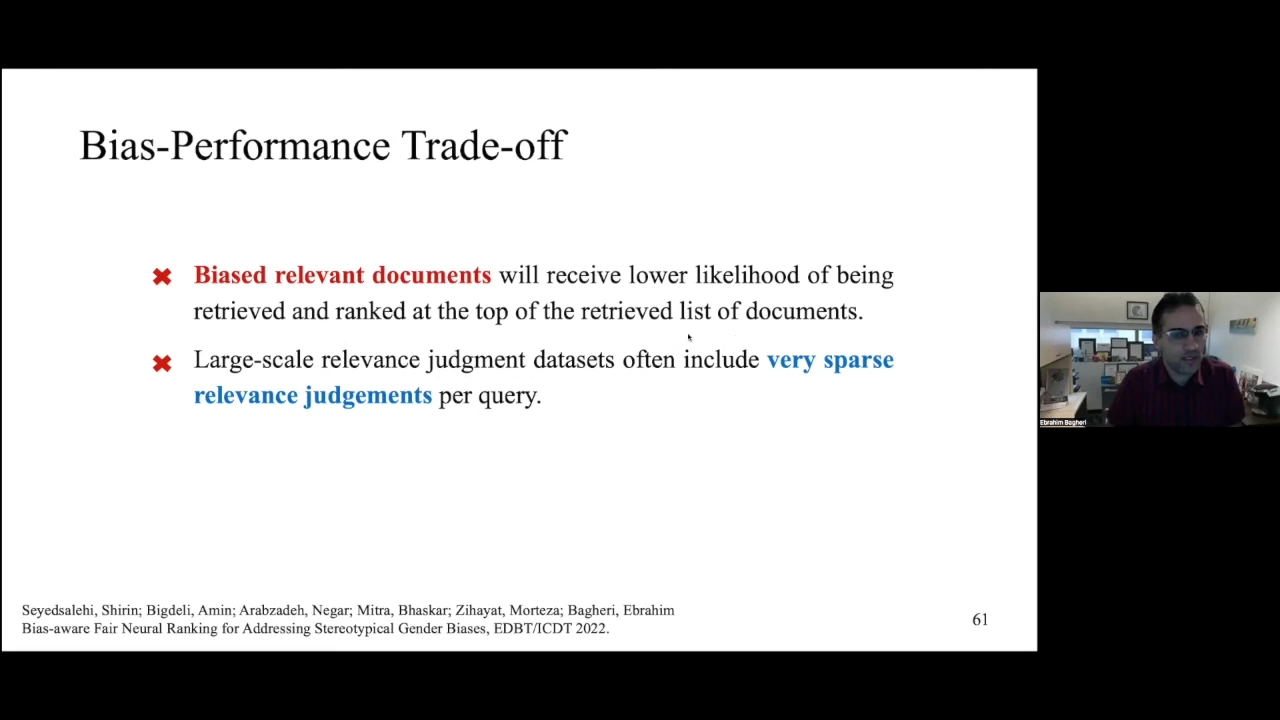 Bias-Performance Trade-off
Biased relevant documents will receive lower likelihood of being
retrieved and ranked at the top of the retrieved list of documents.
Large-scale relevance judgment datasets often include very sparse
relevance judgements per query.
Seyedsalehi, Shirin; Bigdeli, Amin; Arabzadeh, Negar; Mitra, Bhaskar; Zihayat, Morteza; Bagheri, Ebrahim
Bias-aware Fair Neural Ranking for Addressing Stereotypical Gender Biases, EDBT/ICDT 2022.
61
Ebrahim Bagheri